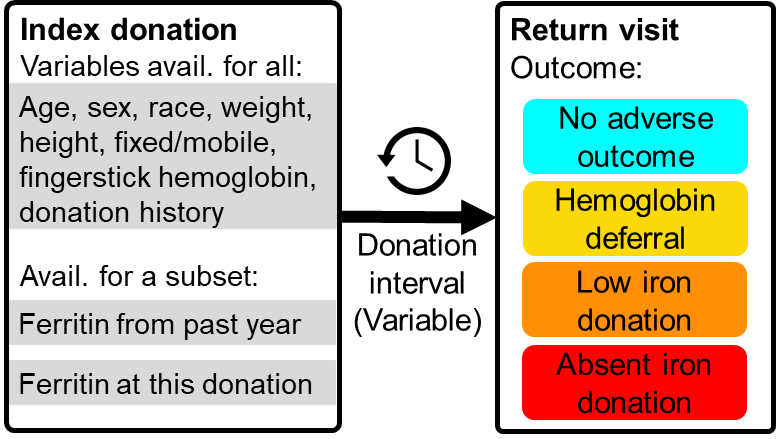 Index donation
Variables avail. for all:
Age, sex, race, weight,
height, fixed/mobile,
fingerstick hemoglobin,
donation history
Avail. for a subset:
Ferritin from past year
Ferritin at this donation
Donation
interval
(Variable)
Return visit
Outcome:
No adverse
outcome
Hemoglobin
deferral
Low iron
donation
Absent iron
donation